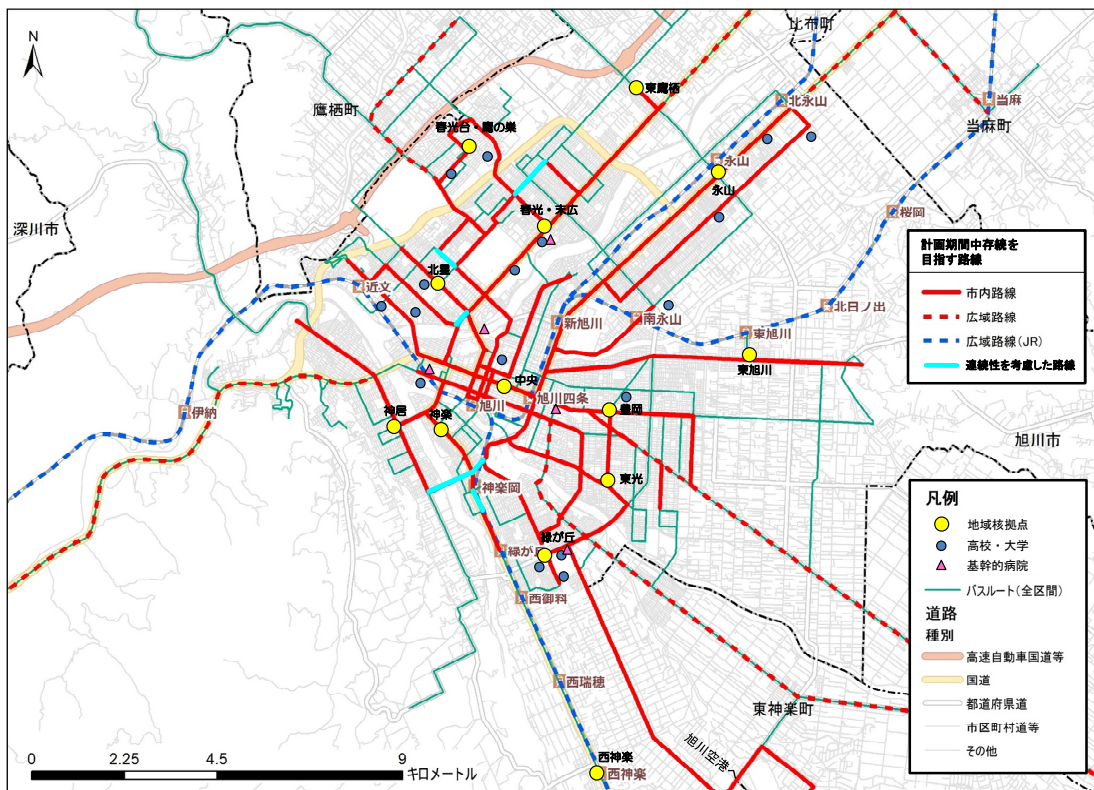 N
比布町
東鷹栖
北永山
当麻
鷹栖町
当麻町
春光台・鷹の巣
永山
永山
桜岡
深川市
春光・末広
計画期間中存続を
目指す路線
市内路線
広域路線
広域路線(JR)
連続性を考慮した路線
北星
近文
新旭川
南永山
北日ノ出
東旭川
東旭川
中央
旭川
旭川四条
豊岡
伊納
神居
神楽
旭川市
東光
神楽岡
緑が丘
緑が丘
西御料
西瑞穂
東神楽町
旭川空港
西神楽
西神楽
凡例
地域核拠点
高校・大学
基幹的病院
バスルート(全区間)
道路
種別
高速自動車国道等
国道
都道府県道
市区町村道等
その他
0 2.25 4.5 9
キロメートル